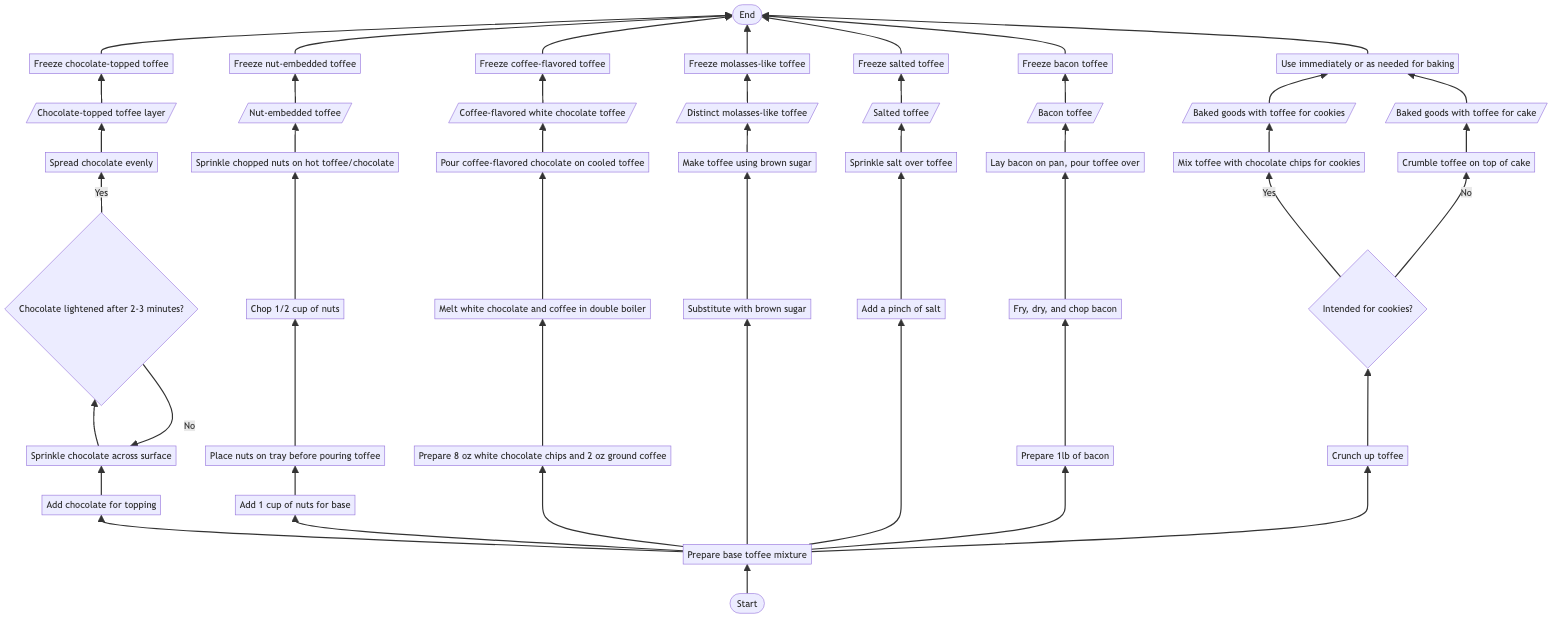 End
Freeze chocolate-topped toffee
Freeze nut-embedded toffee
Freeze coffee-flavored toffee
Freeze molasses-like toffee
Freeze salted toffee
Freeze bacon toffee
Use immediately or as needed for baking
Chocolate-topped toffee layer
Nut-embedded toffee
Coffee-flavored white chocolate toffee
Distinct molasses-like toffee
Salted toffee
Bacon toffee
Baked goods with toffee for cookies
Baked goods with toffee for cake
Spread chocolate evenly
Sprinkle chopped nuts on hot toffee/chocolate
Pour coffee-flavored chocolate on cooled toffee
Make toffee using brown sugar
Sprinkle salt over toffee
Lay bacon on pan, pour toffee over
Mix toffee with chocolate chips for cookies
Crumble toffee on top of cake
Yes
Yes
No
Chocolate lightened after 2-3 minutes?
Chop 1/2 cup of nuts
Melt white chocolate and coffee in double boiler
Substitute with brown sugar
Add a pinch of salt
Fry, dry, and chop bacon
Intended for cookies?
No
Sprinkle chocolate across surface
Place nuts on tray before pouring toffee
Prepare 8 oz white chocolate chips and 2 oz ground coffee
Prepare 1lb of bacon
Crunch up toffee
Add chocolate for topping
Add 1 cup of nuts for base
Prepare base toffee mixture
Start